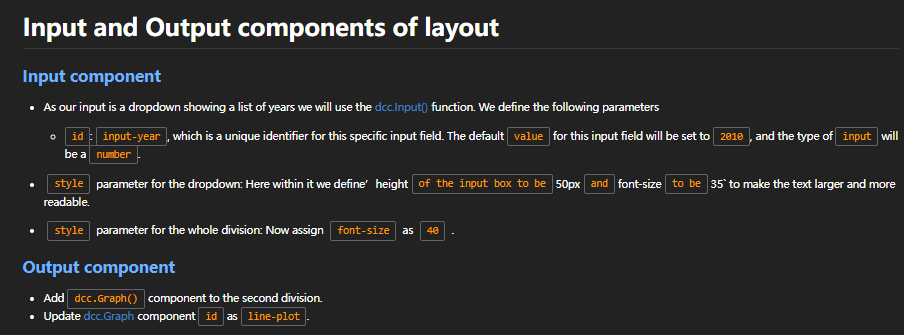 Input and Output components of layout
Input component
As our input is a dropdown showing a list of years we will use the dcc.Input() function. We define the following parameters
id: input-year, which is a unique identifier for this specific input field. The default value for this input field will be set to 2010, and the type of input will
be a number.
style parameter for the dropdown: Here within it we define’ height of the input box to be 50px and font-size to be 35` to make the text larger and more
readable.
style parameter for the whole division: Now assign font-size as 40 .
Output component
Add dcc.Graph() component to the second division.
Update dcc.Graph component id as line-plot.